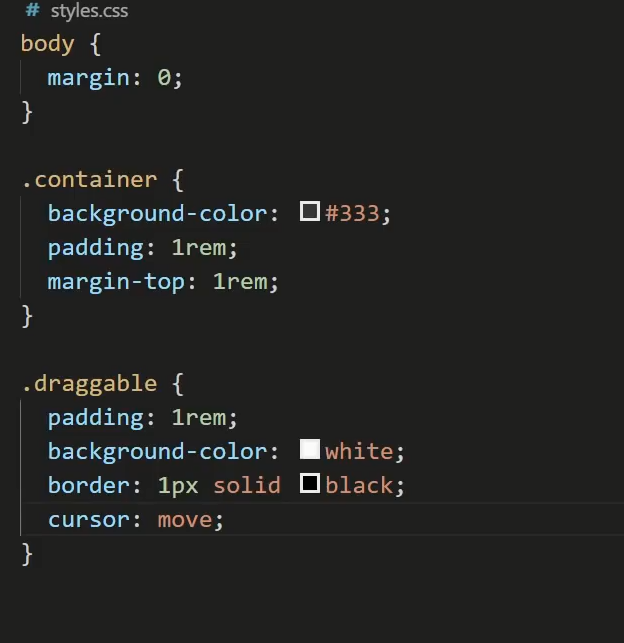 # styles.css
body {
  margin: 0;
}
.container {
  background-color: #333;
  padding: 1rem;
  margin-top: 1rem;
}
.draggable {
  padding: 1rem;
  background-color: white;
  border: 1px solid black;
  cursor: move;
}